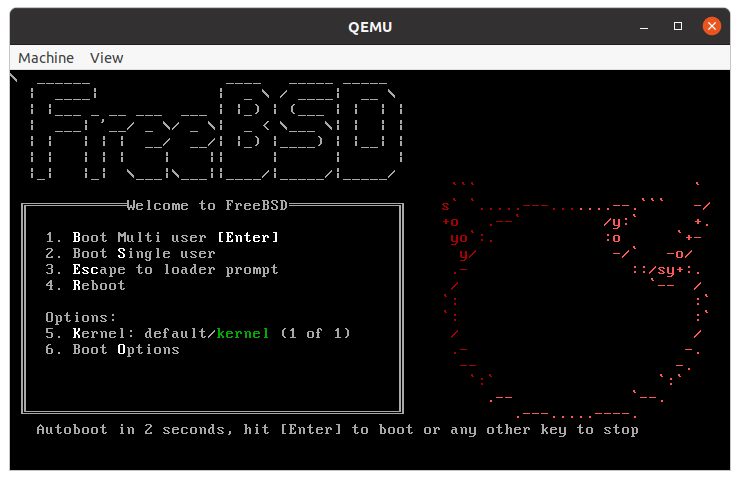 QEMU
Machine View
FreeBSD
Welcome to FreeBSD
1. Boot Multi user [Enter]
2. Boot Single user
3. Escape to loader prompt
4. Reboot
Options:
5. Kernel: default/kernel (1 of 1)
6. Boot Options
Autoboot in 2 seconds, hit [Enter] to boot or any other key to stop